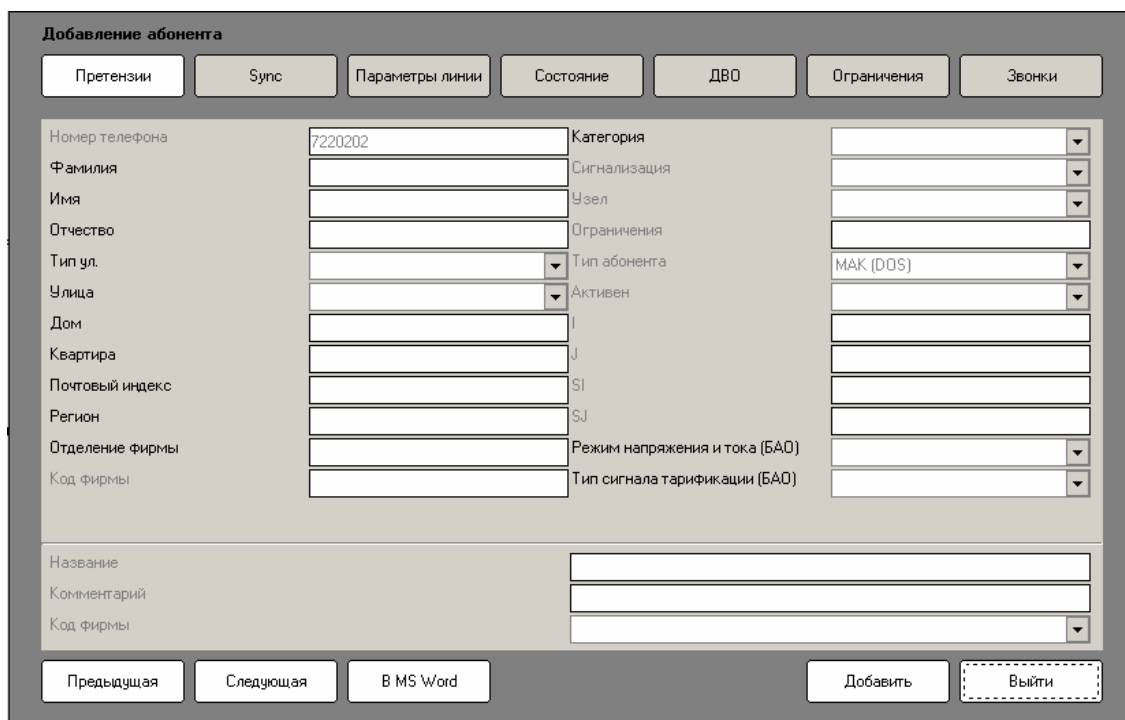 Добавление абонента
Претензии Sync Параметры линии Состояние ДВО Ограничения Звонки
Номер телефона 7220202 Категория
Фамилия Сигнализация
Имя Узел
Отчество Ограничения
Тип ул. Тип абонента МАК (DOS)
Улица Активен
Дом I
Квартира J
Почтовый индекс SI
Регион SJ
Отделение фирмы Режим напряжения и тока (БАО)
Код фирмы Тип сигнала тарификации (БАО)
Название
Комментарий
Код фирмы
Предыдущая Следующая В MS Word Добавить Выйти